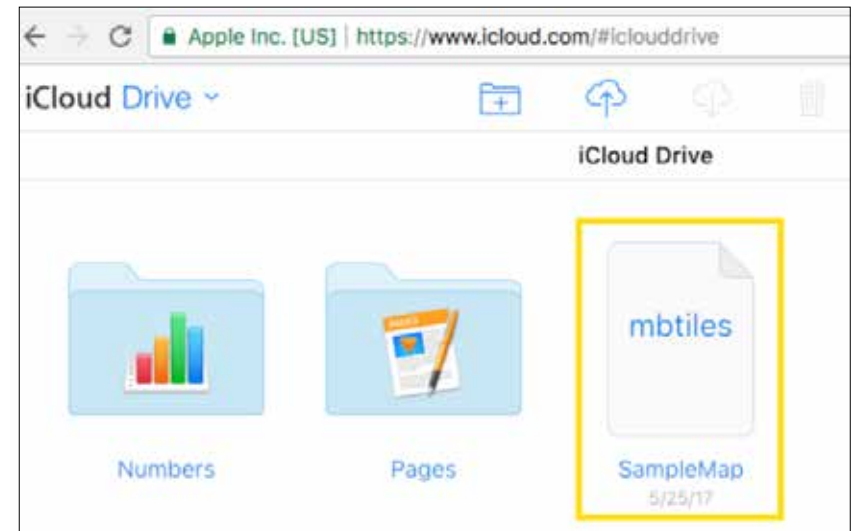 Apple Inc. [US] | https://www.icloud.com/#iclouddrive
iCloud Drive
iCloud Drive
mbtiles
Numbers
Pages
SampleMap
5/25/17